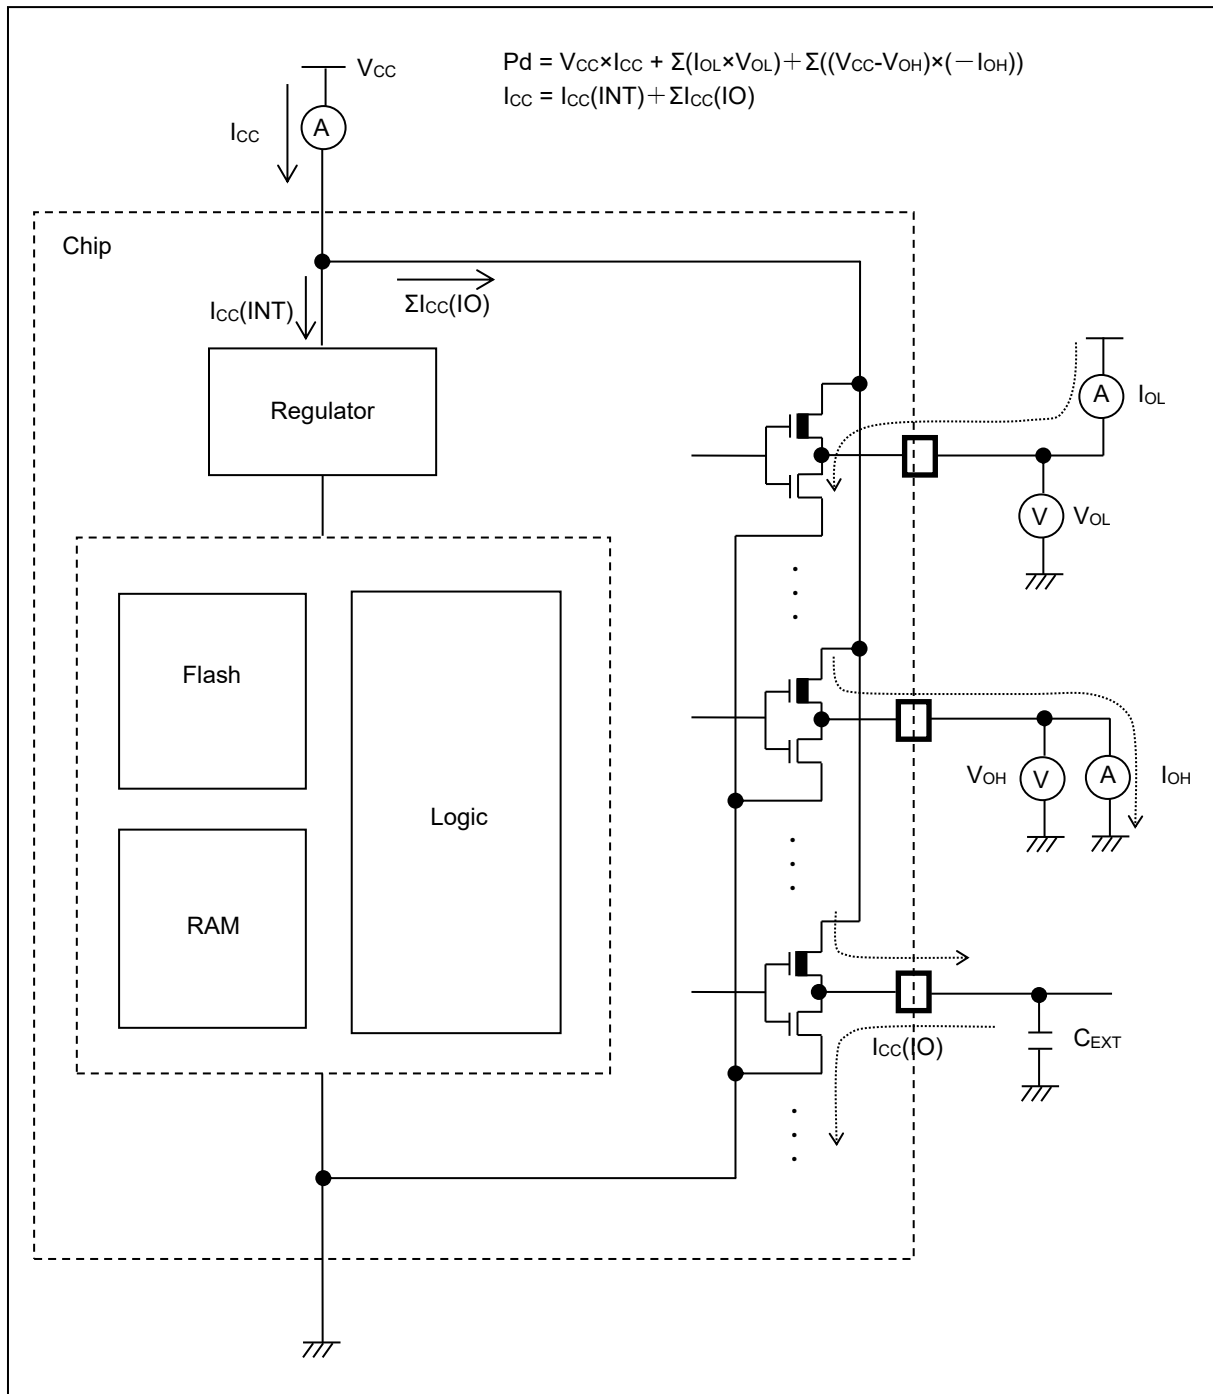 Pd = VCC×ICC + Σ(IOL×VOL)+Σ((VCC-VOH)×(-IOH))
ICC = ICC(INT)+ΣICC(IO)
VCC
ICC
A
Chip
ICC(INT)
ΣICC(IO)
Regulator
A
IOL
V
VOL
Flash
Logic
RAM
VOH
V
A
IOH
ICC(IO)
CEXT